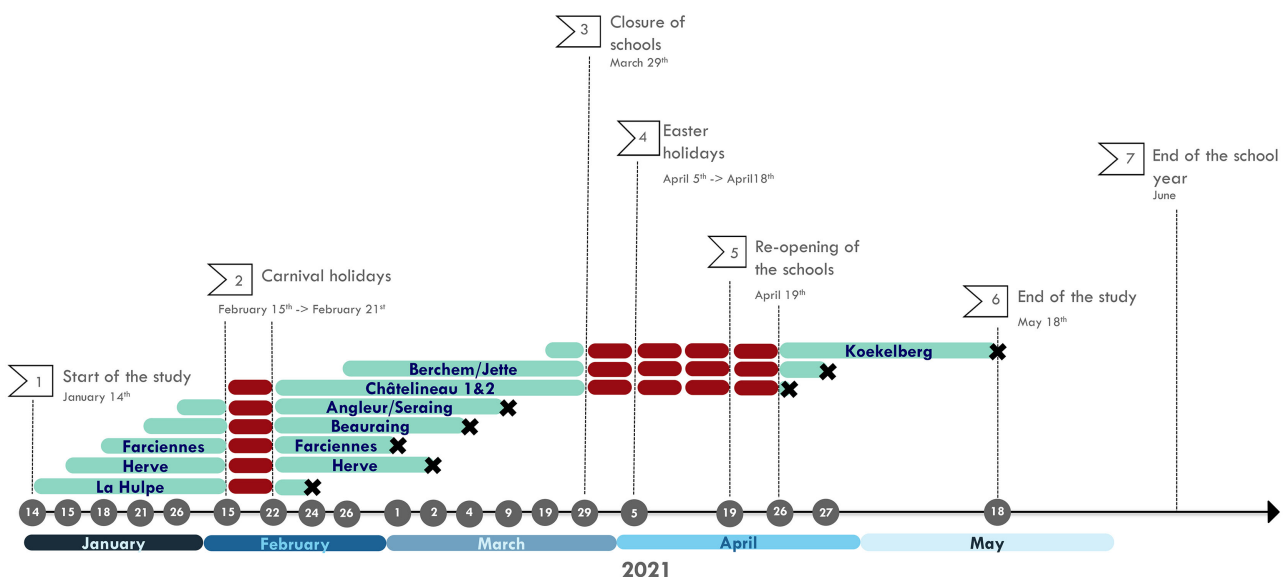 3
Closure of
schools
March 29th
4
Easter
holidays
April 5th -> April18th
7
End of the school
year
June
5
Re-opening of
the schools
April 19th
2
Carnival holidays
February 15th -> February 21st
6
End of the study
May 18th
1
Start of the study
January 14th
Koekelberg
Berchem/Jette
Châtelineau 1&2
Angleur/Seraing
Beauraing
Farciennes Farciennes
Herve Herve
La Hulpe
14 15 18 21 26 15 22 24 26 1 2 4 9 19 29 5 19 26 27 18
January February March April May
2021